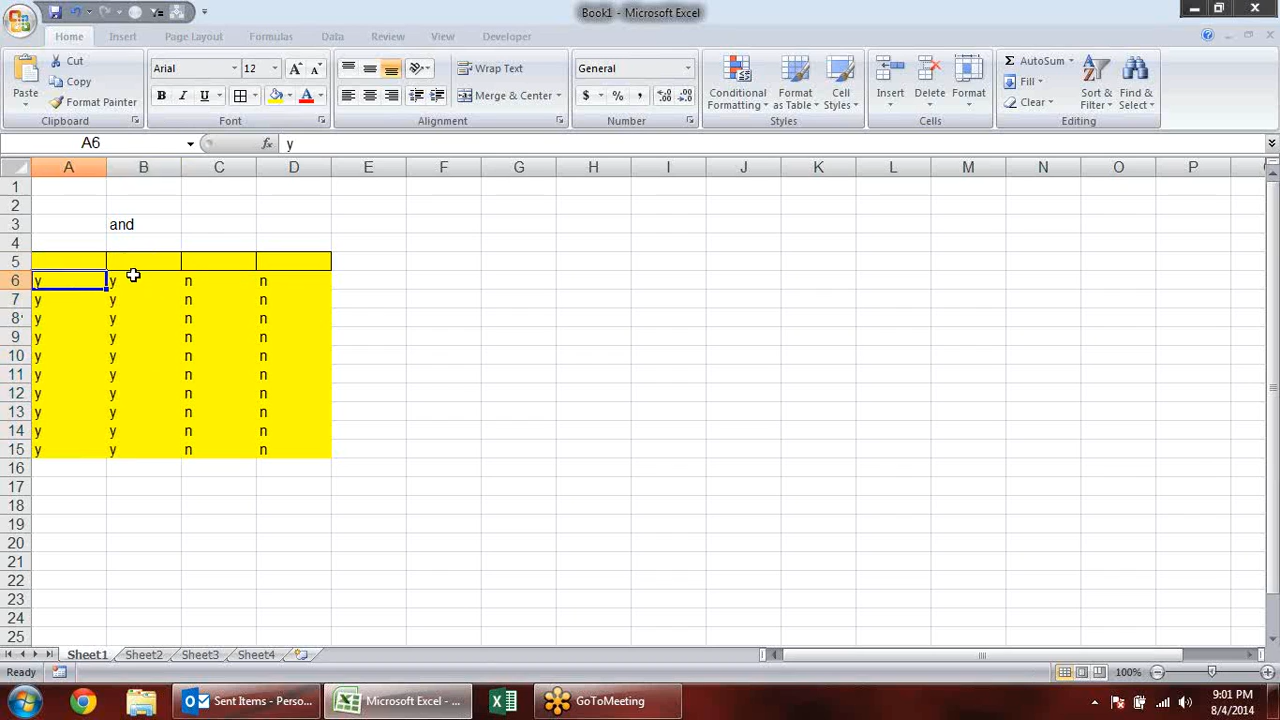 Book1 - Microsoft Excel
Home Insert Page Layout Formulas Data Review View Developer
Paste Cut Copy Format Painter Clipboard
Arial 12 B I U A Font
Wrap Text Merge & Center Alignment
General $ % , Number
Conditional Formatting Format as Table Cell Styles Styles
Insert Delete Format Cells
Σ AutoSum Fill Clear Sort & Filter Find & Select Editing
A6 fx y
A B C D E F G H I J K L M N O P
1
2
3 and
4
5
6 y y n n
7 y y n n
8 y y n n
9 y y n n
10 y y n n
11 y y n n
12 y y n n
13 y y n n
14 y y n n
15 y y n n
16
17
18
19
20
21
22
23
24
25
Sheet1 Sheet2 Sheet3 Sheet4
Ready 100%
Sent Items - Perso... Microsoft Excel - ... GoToMeeting 9:01 PM
8/4/2014